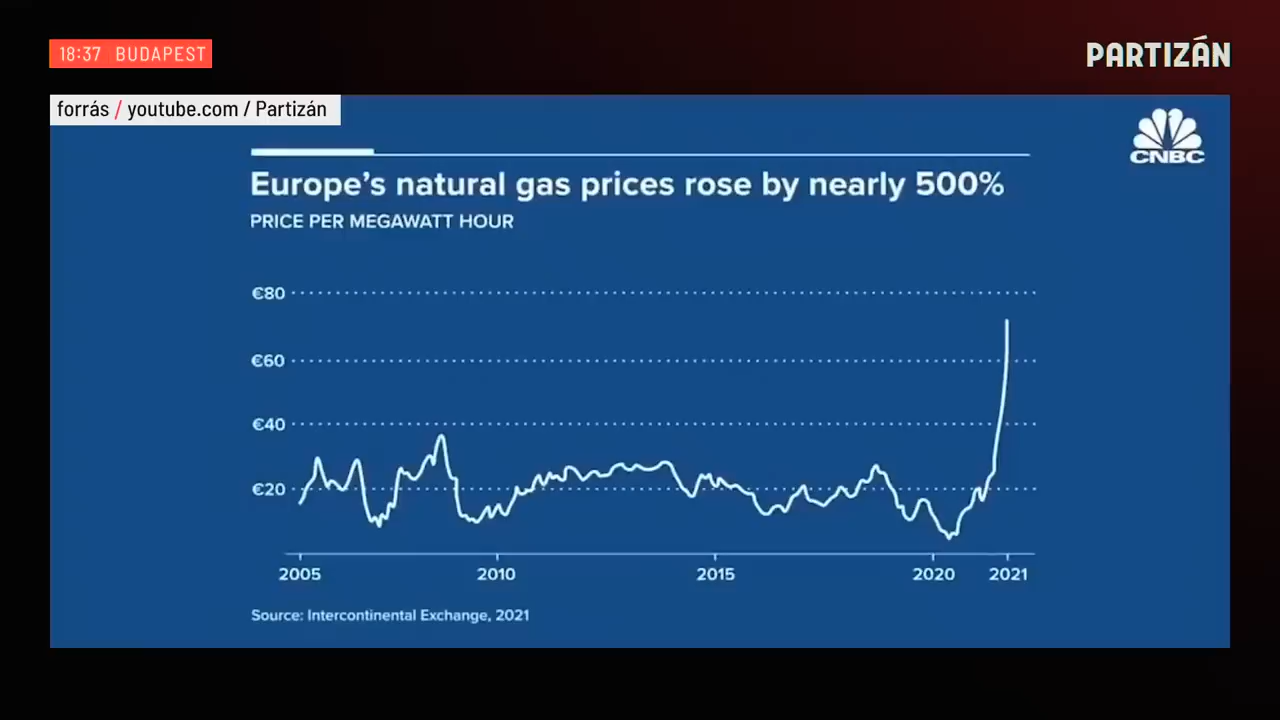 18:37 BUDAPEST
PARTIZÁN
forrás / youtube.com / Partizán
CNBC
Europe's natural gas prices rose by nearly 500%
PRICE PER MEGAWATT HOUR
€80
€60
€40
€20
2005 2010 2015 2020 2021
Source: Intercontinental Exchange, 2021